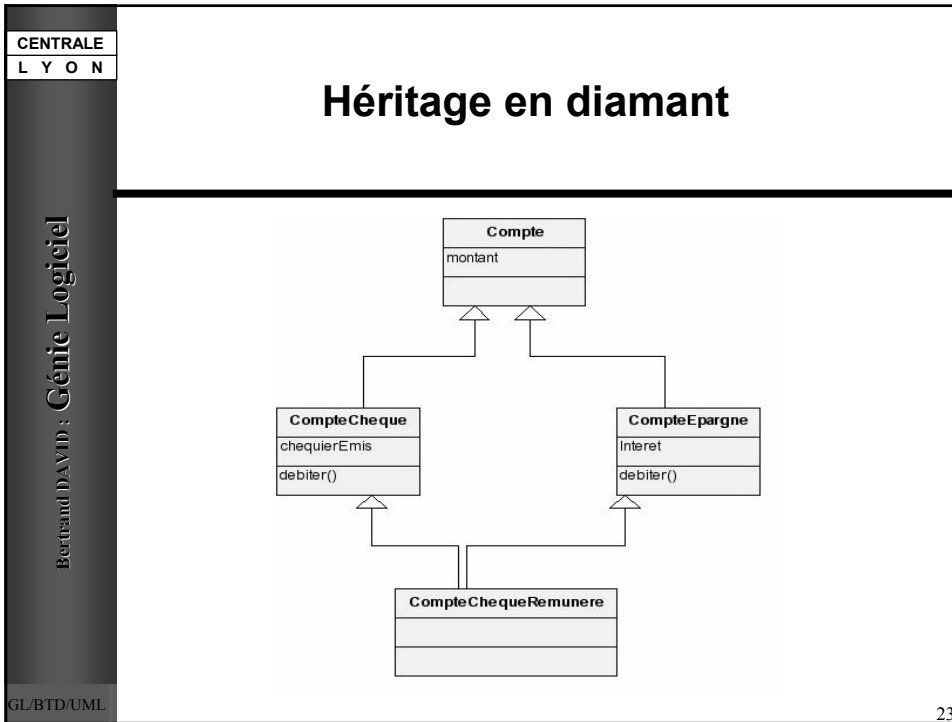 CENTRALE
L Y O N
Héritage en diamant
Bertrand DAVID : Génie Logiciel
Compte
montant
CompteCheque
chequierEmis
debiter()
CompteEpargne
Interet
debiter()
CompteChequeRemunere
GL/BTD/UML
23